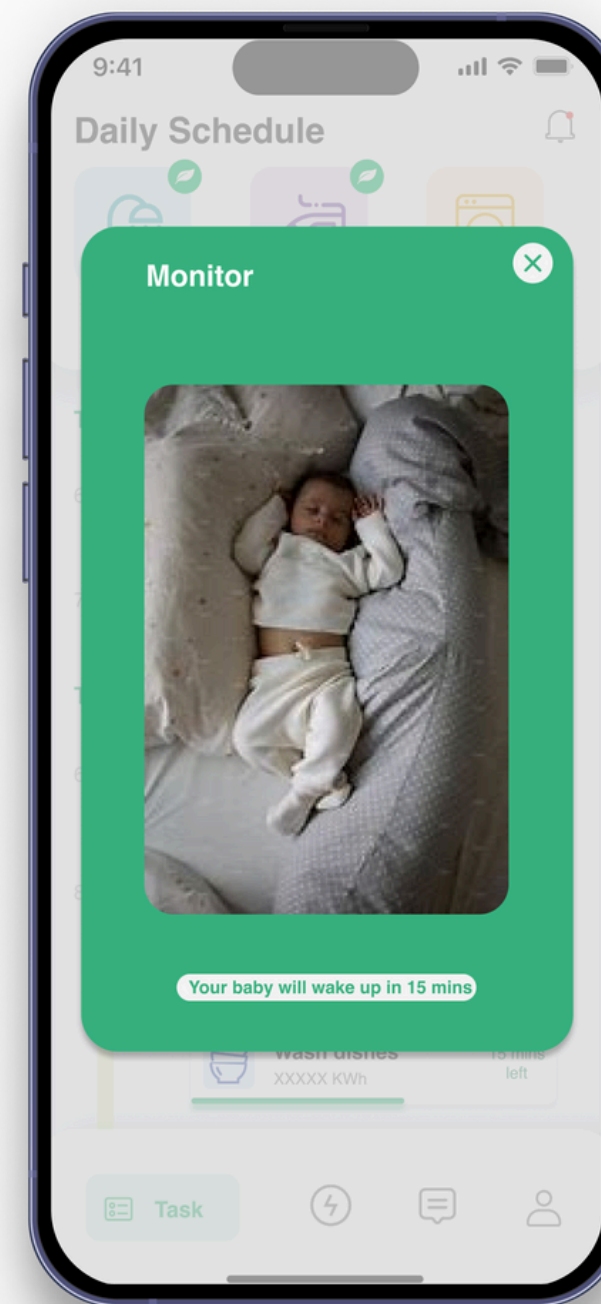 9:41
Daily Schedule
Monitor
Your baby will wake up in 15 mins
Wash dishes
XXXXX KWh
15 mins
left
Task